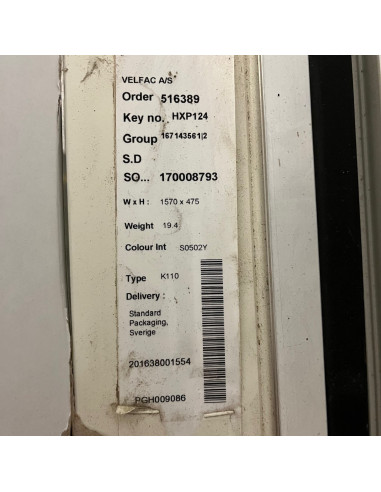 VELFAC A/S
Order 516389
Key no. HXP124
Group 167143561|2
S.D
SO... 170008793
W x H : 1570 x 475
Weight 19.4
Colour Int S0502Y
Type K110
Delivery :
Standard
Packaging,
Sverige
201638001554
PGH009086